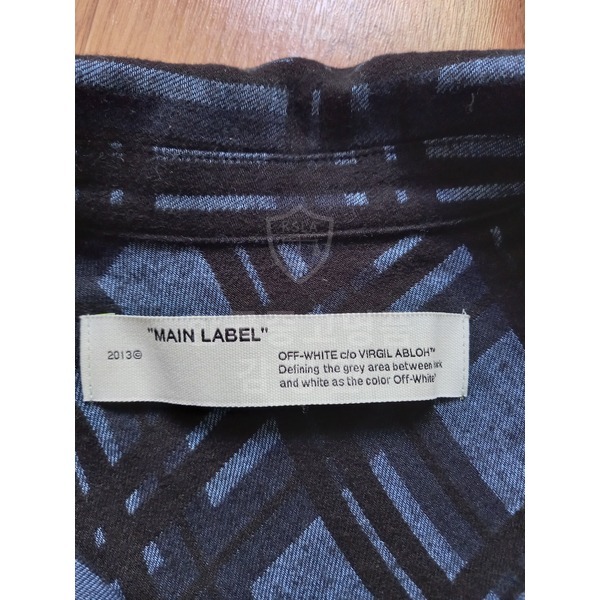 "MAIN LABEL"
2013©
OFF-WHITE c/o VIRGIL ABLOH™
Defining the grey area between
and white as the color Off-White™